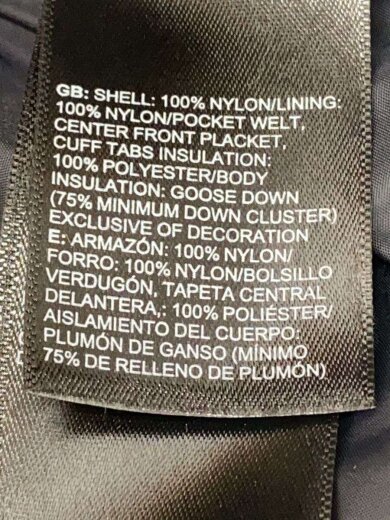 GB: SHELL: 100% NYLON/LINING:
100% NYLON/POCKET WELT,
CENTER FRONT PLACKET,
CUFF TABS INSULATION:
100% POLYESTER/BODY
INSULATION: GOOSE DOWN
(75% MINIMUM DOWN CLUSTER)
EXCLUSIVE OF DECORATION
E: ARMAZÓN: 100% NYLON/
FORRO: 100% NYLON/BOLSILLO
VERDUGÓN, TAPETA CENTRAL
DELANTERA,: 100% POLIÉSTER/
AISLAMIENTO DEL CUERPO:
PLUMÓN DE GANSO (MÍNIMO
75% DE RELLENO DE PLUMÓN)